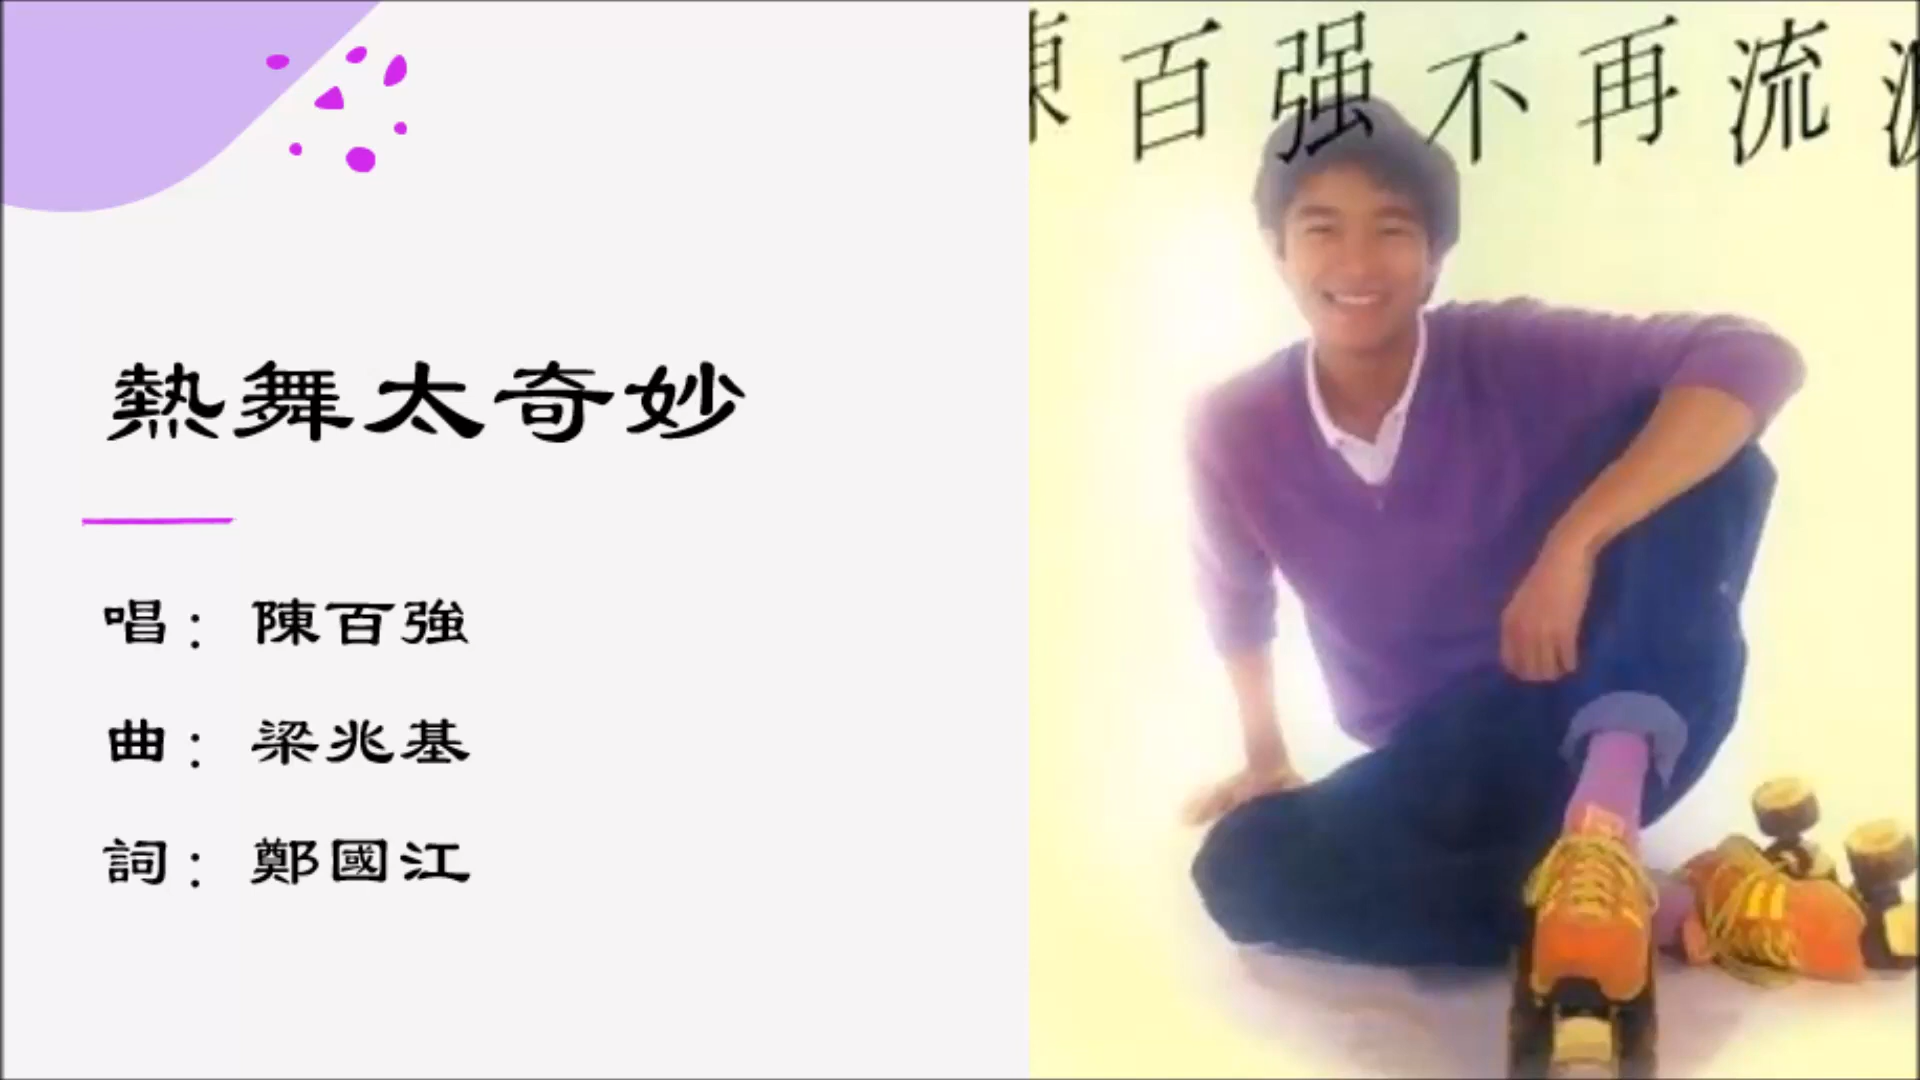 熱舞太奇妙
唱：陳百強
曲：梁兆基
詞：鄭國江
陳百强不再流